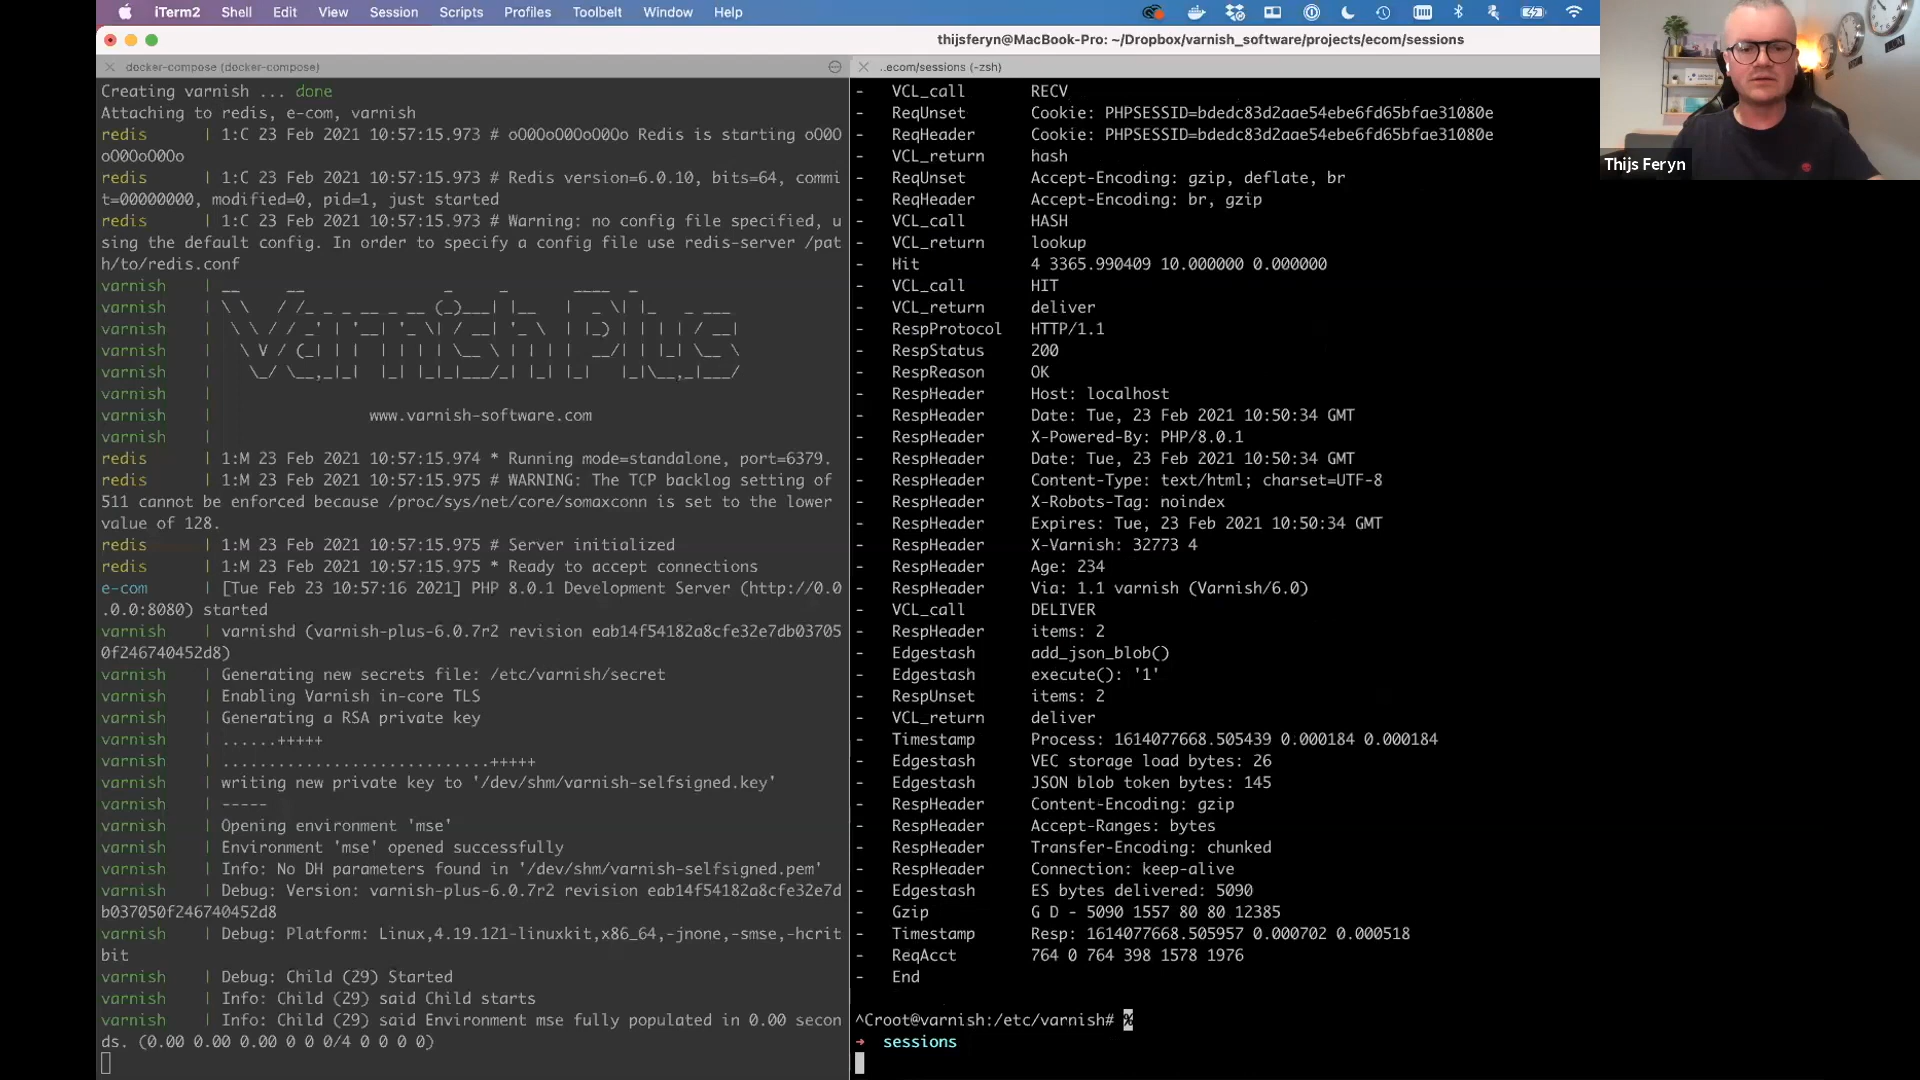 iTerm2 Shell Edit View Session Scripts Profiles Toolbelt Window Help
thijsferyn@MacBook-Pro: ~/Dropbox/varnish_software/projects/ecom/sessions
docker-compose (docker-compose)
Creating varnish ... done
Attaching to redis, e-com, varnish
redis | 1:C 23 Feb 2021 10:57:15.973 # oO0OoO0OoO0Oo Redis is starting oO0O
oO0OoO0Oo
redis | 1:C 23 Feb 2021 10:57:15.973 # Redis version=6.0.10, bits=64, commi
t=00000000, modified=0, pid=1, just started
redis | 1:C 23 Feb 2021 10:57:15.973 # Warning: no config file specified, u
sing the default config. In order to specify a config file use redis-server /pat
h/to/redis.conf
varnish | __ __ _ _ ____ _
varnish | \ \ / /_ _ _ __ _ __ (_)___| |__ | _ \| |_ _ ___
varnish | \ \ / / _' | '__| '_ \| / __| '_ \ | |_) | | | | / __|
varnish | \ V / (_| | | | | | | \__ \ | | | | __/| | |_| \__ \
varnish | \_/ \__,_|_| |_| |_|_|___/_| |_| |_| |_|\__,_|___/
varnish |
varnish | www.varnish-software.com
varnish |
redis | 1:M 23 Feb 2021 10:57:15.974 * Running mode=standalone, port=6379.
redis | 1:M 23 Feb 2021 10:57:15.975 # WARNING: The TCP backlog setting of
511 cannot be enforced because /proc/sys/net/core/somaxconn is set to the lower
value of 128.
redis | 1:M 23 Feb 2021 10:57:15.975 # Server initialized
redis | 1:M 23 Feb 2021 10:57:15.975 * Ready to accept connections
e-com | [Tue Feb 23 10:57:16 2021] PHP 8.0.1 Development Server (http://0.0
.0.0:8080) started
varnish | varnishd (varnish-plus-6.0.7r2 revision eab14f54182a8cfe32e7db03705
0f246740452d8)
varnish | Generating new secrets file: /etc/varnish/secret
varnish | Enabling Varnish in-core TLS
varnish | Generating a RSA private key
varnish | ......+++++
varnish | ............................+++++
varnish | writing new private key to '/dev/shm/varnish-selfsigned.key'
varnish | -----
varnish | Opening environment 'mse'
varnish | Environment 'mse' opened successfully
varnish | Info: No DH parameters found in '/dev/shm/varnish-selfsigned.pem'
varnish | Debug: Version: varnish-plus-6.0.7r2 revision eab14f54182a8cfe32e7d
b037050f246740452d8
varnish | Debug: Platform: Linux,4.19.121-linuxkit,x86_64,-jnone,-smse,-hcrit
bit
varnish | Debug: Child (29) Started
varnish | Info: Child (29) said Child starts
varnish | Info: Child (29) said Environment mse fully populated in 0.00 secon
ds. (0.00 0.00 0.00 0 0 0/4 0 0 0 0)
..ecom/sessions (-zsh)
- VCL_call RECV
- ReqUnset Cookie: PHPSESSID=bdedc83d2aae54ebe6fd65bfae31080e
- ReqHeader Cookie: PHPSESSID=bdedc83d2aae54ebe6fd65bfae31080e
- VCL_return hash
- ReqUnset Accept-Encoding: gzip, deflate, br
- ReqHeader Accept-Encoding: br, gzip
- VCL_call HASH
- VCL_return lookup
- Hit 4 3365.990409 10.000000 0.000000
- VCL_call HIT
- VCL_return deliver
- RespProtocol HTTP/1.1
- RespStatus 200
- RespReason OK
- RespHeader Host: localhost
- RespHeader Date: Tue, 23 Feb 2021 10:50:34 GMT
- RespHeader X-Powered-By: PHP/8.0.1
- RespHeader Date: Tue, 23 Feb 2021 10:50:34 GMT
- RespHeader Content-Type: text/html; charset=UTF-8
- RespHeader X-Robots-Tag: noindex
- RespHeader Expires: Tue, 23 Feb 2021 10:50:34 GMT
- RespHeader X-Varnish: 32773 4
- RespHeader Age: 234
- RespHeader Via: 1.1 varnish (Varnish/6.0)
- VCL_call DELIVER
- RespHeader items: 2
- Edgestash add_json_blob()
- Edgestash execute(): '1'
- RespUnset items: 2
- VCL_return deliver
- Timestamp Process: 1614077668.505439 0.000184 0.000184
- Edgestash VEC storage load bytes: 26
- Edgestash JSON blob token bytes: 145
- RespHeader Content-Encoding: gzip
- RespHeader Accept-Ranges: bytes
- RespHeader Transfer-Encoding: chunked
- RespHeader Connection: keep-alive
- Edgestash ES bytes delivered: 5090
- Gzip G D - 5090 1557 80 80 12385
- Timestamp Resp: 1614077668.505957 0.000702 0.000518
- ReqAcct 764 0 764 398 1578 1976
- End
^Croot@varnish:/etc/varnish# %
→ sessions
Thijs Feryn